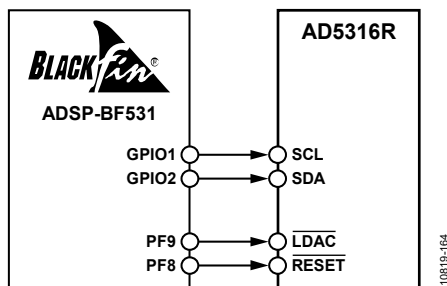 AD5316R
BLACKfin®
ADSP-BF531
GPIO1 SCL
GPIO2 SDA
PF9 LDAC
PF8 RESET
10819-164